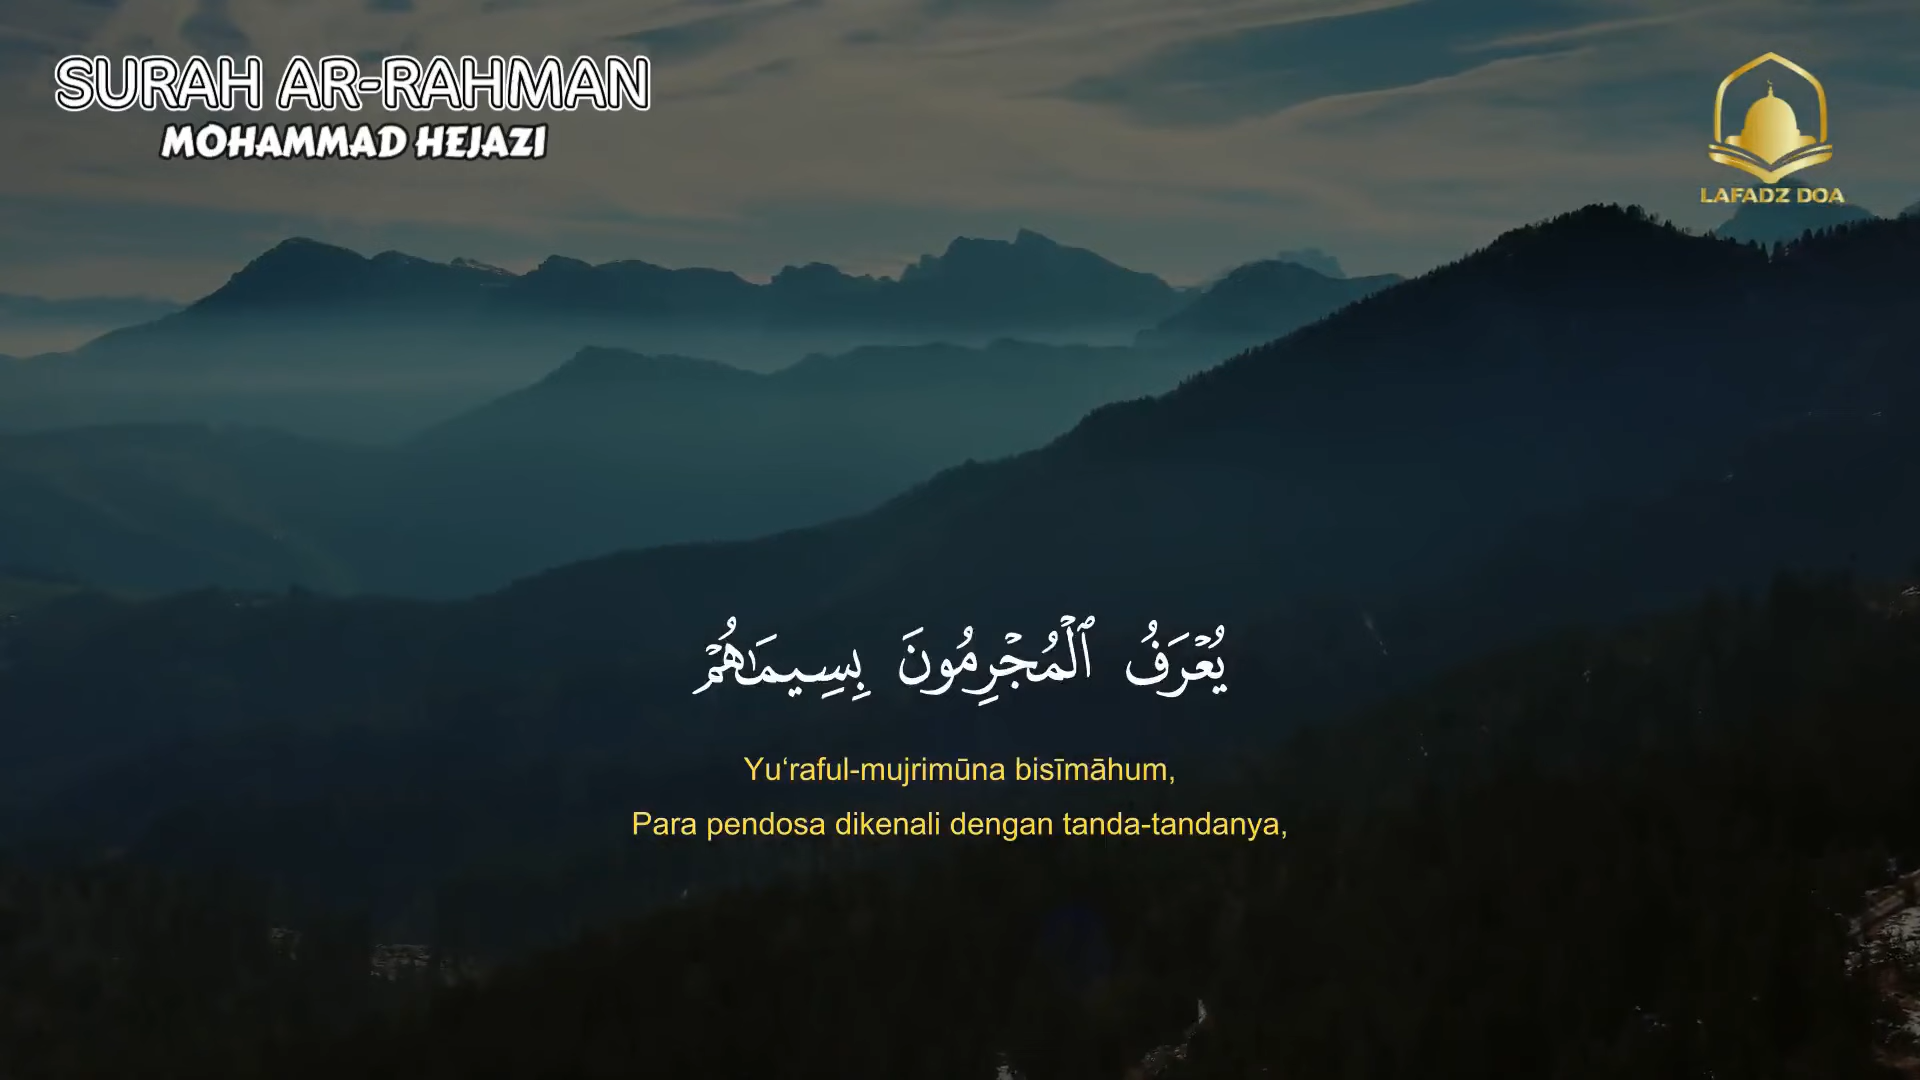 SURAH AR-RAHMAN
MOHAMMAD HEJAZI
LAFADZ DOA
يُعْرَفُ ٱلْمُجْرِمُونَ بِسِيمَـٰهُمْ
Yu‘raful-mujrimūna bisīmāhum,
Para pendosa dikenali dengan tanda-tandanya,